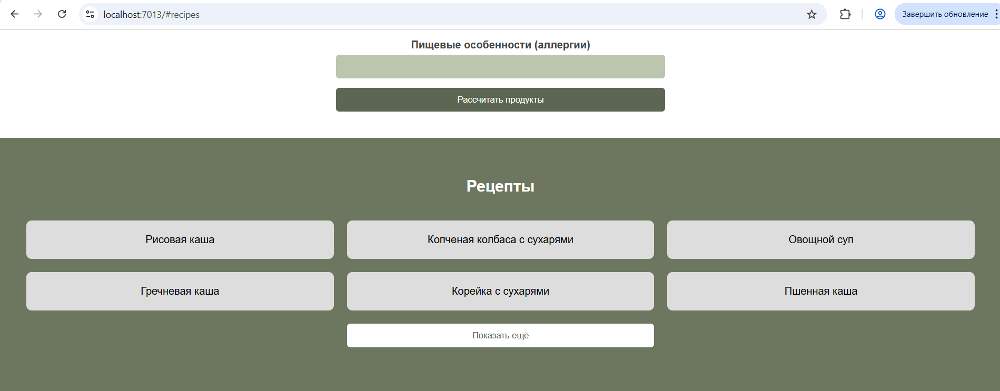 localhost:7013/#recipes
Завершить обновление
Пищевые особенности (аллергии)
Рассчитать продукты
Рецепты
Рисовая каша
Копченая колбаса с сухарями
Овощной суп
Гречневая каша
Корейка с сухарями
Пшенная каша
Показать ещё